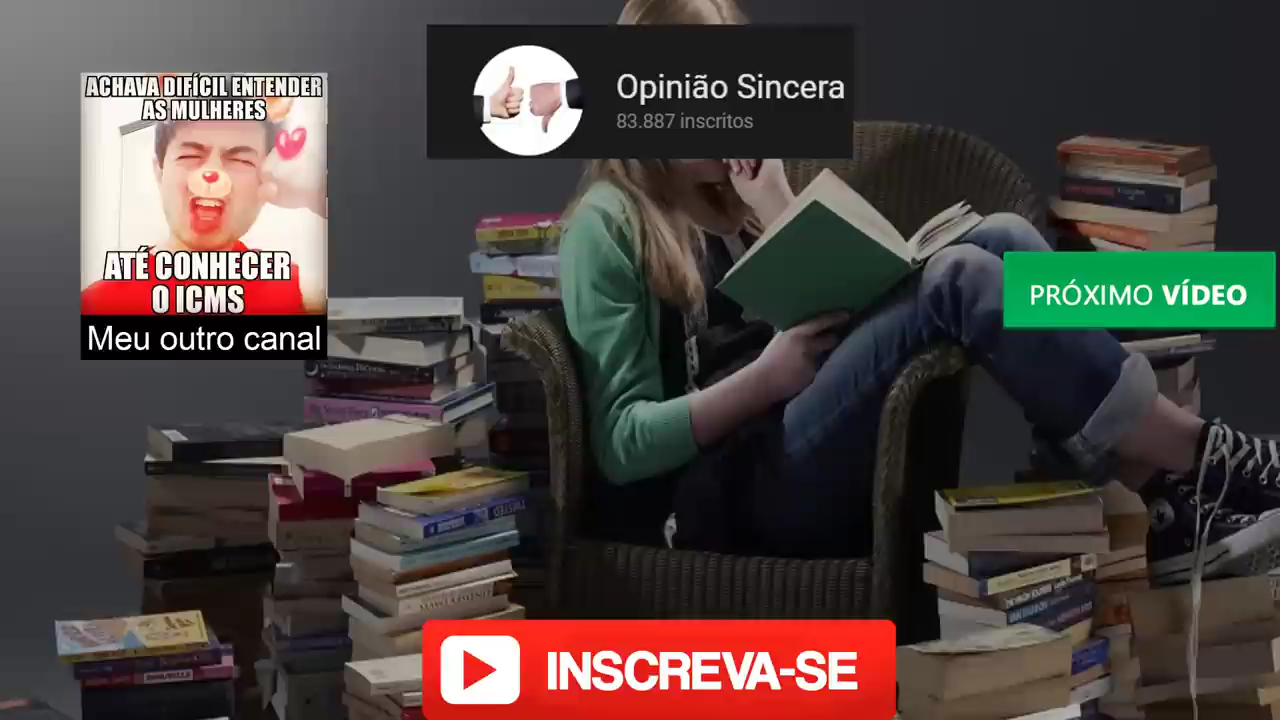 ACHAVA DIFÍCIL ENTENDER
AS MULHERES
ATÉ CONHECER
O ICMS
Meu outro canal
Opinião Sincera
83.887 inscritos
PRÓXIMO VÍDEO
TWISTED
INSCREVA-SE